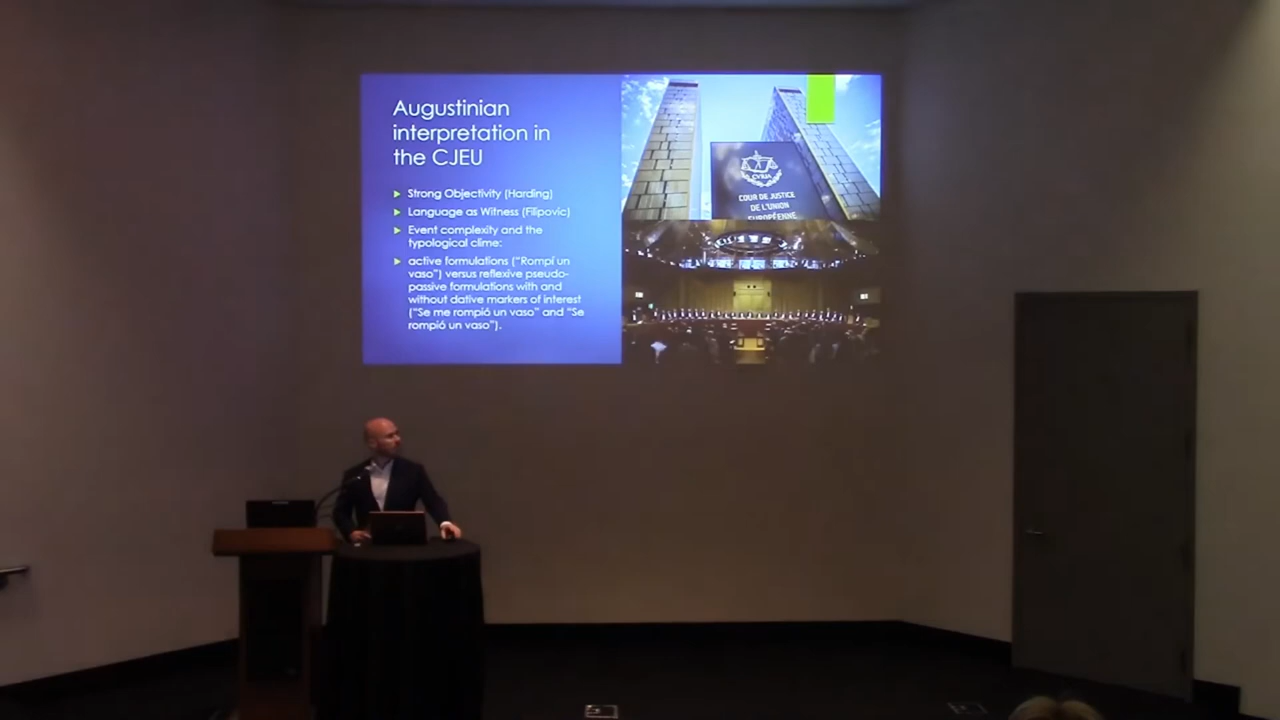 Augustinian
interpretation in
the CJEU
Strong Objectivity (Harding)
Language as Witness (Filipovic)
Event complexity and the
typological clime:
active formulations ("Rompí un
vaso") versus reflexive pseudo-
passive formulations with and
without dative markers of interest
("Se me rompió un vaso" and "Se
rompió un vaso").
CVRIA
COUR DE JUSTICE
DE L'UNION
EUROPÉENNE